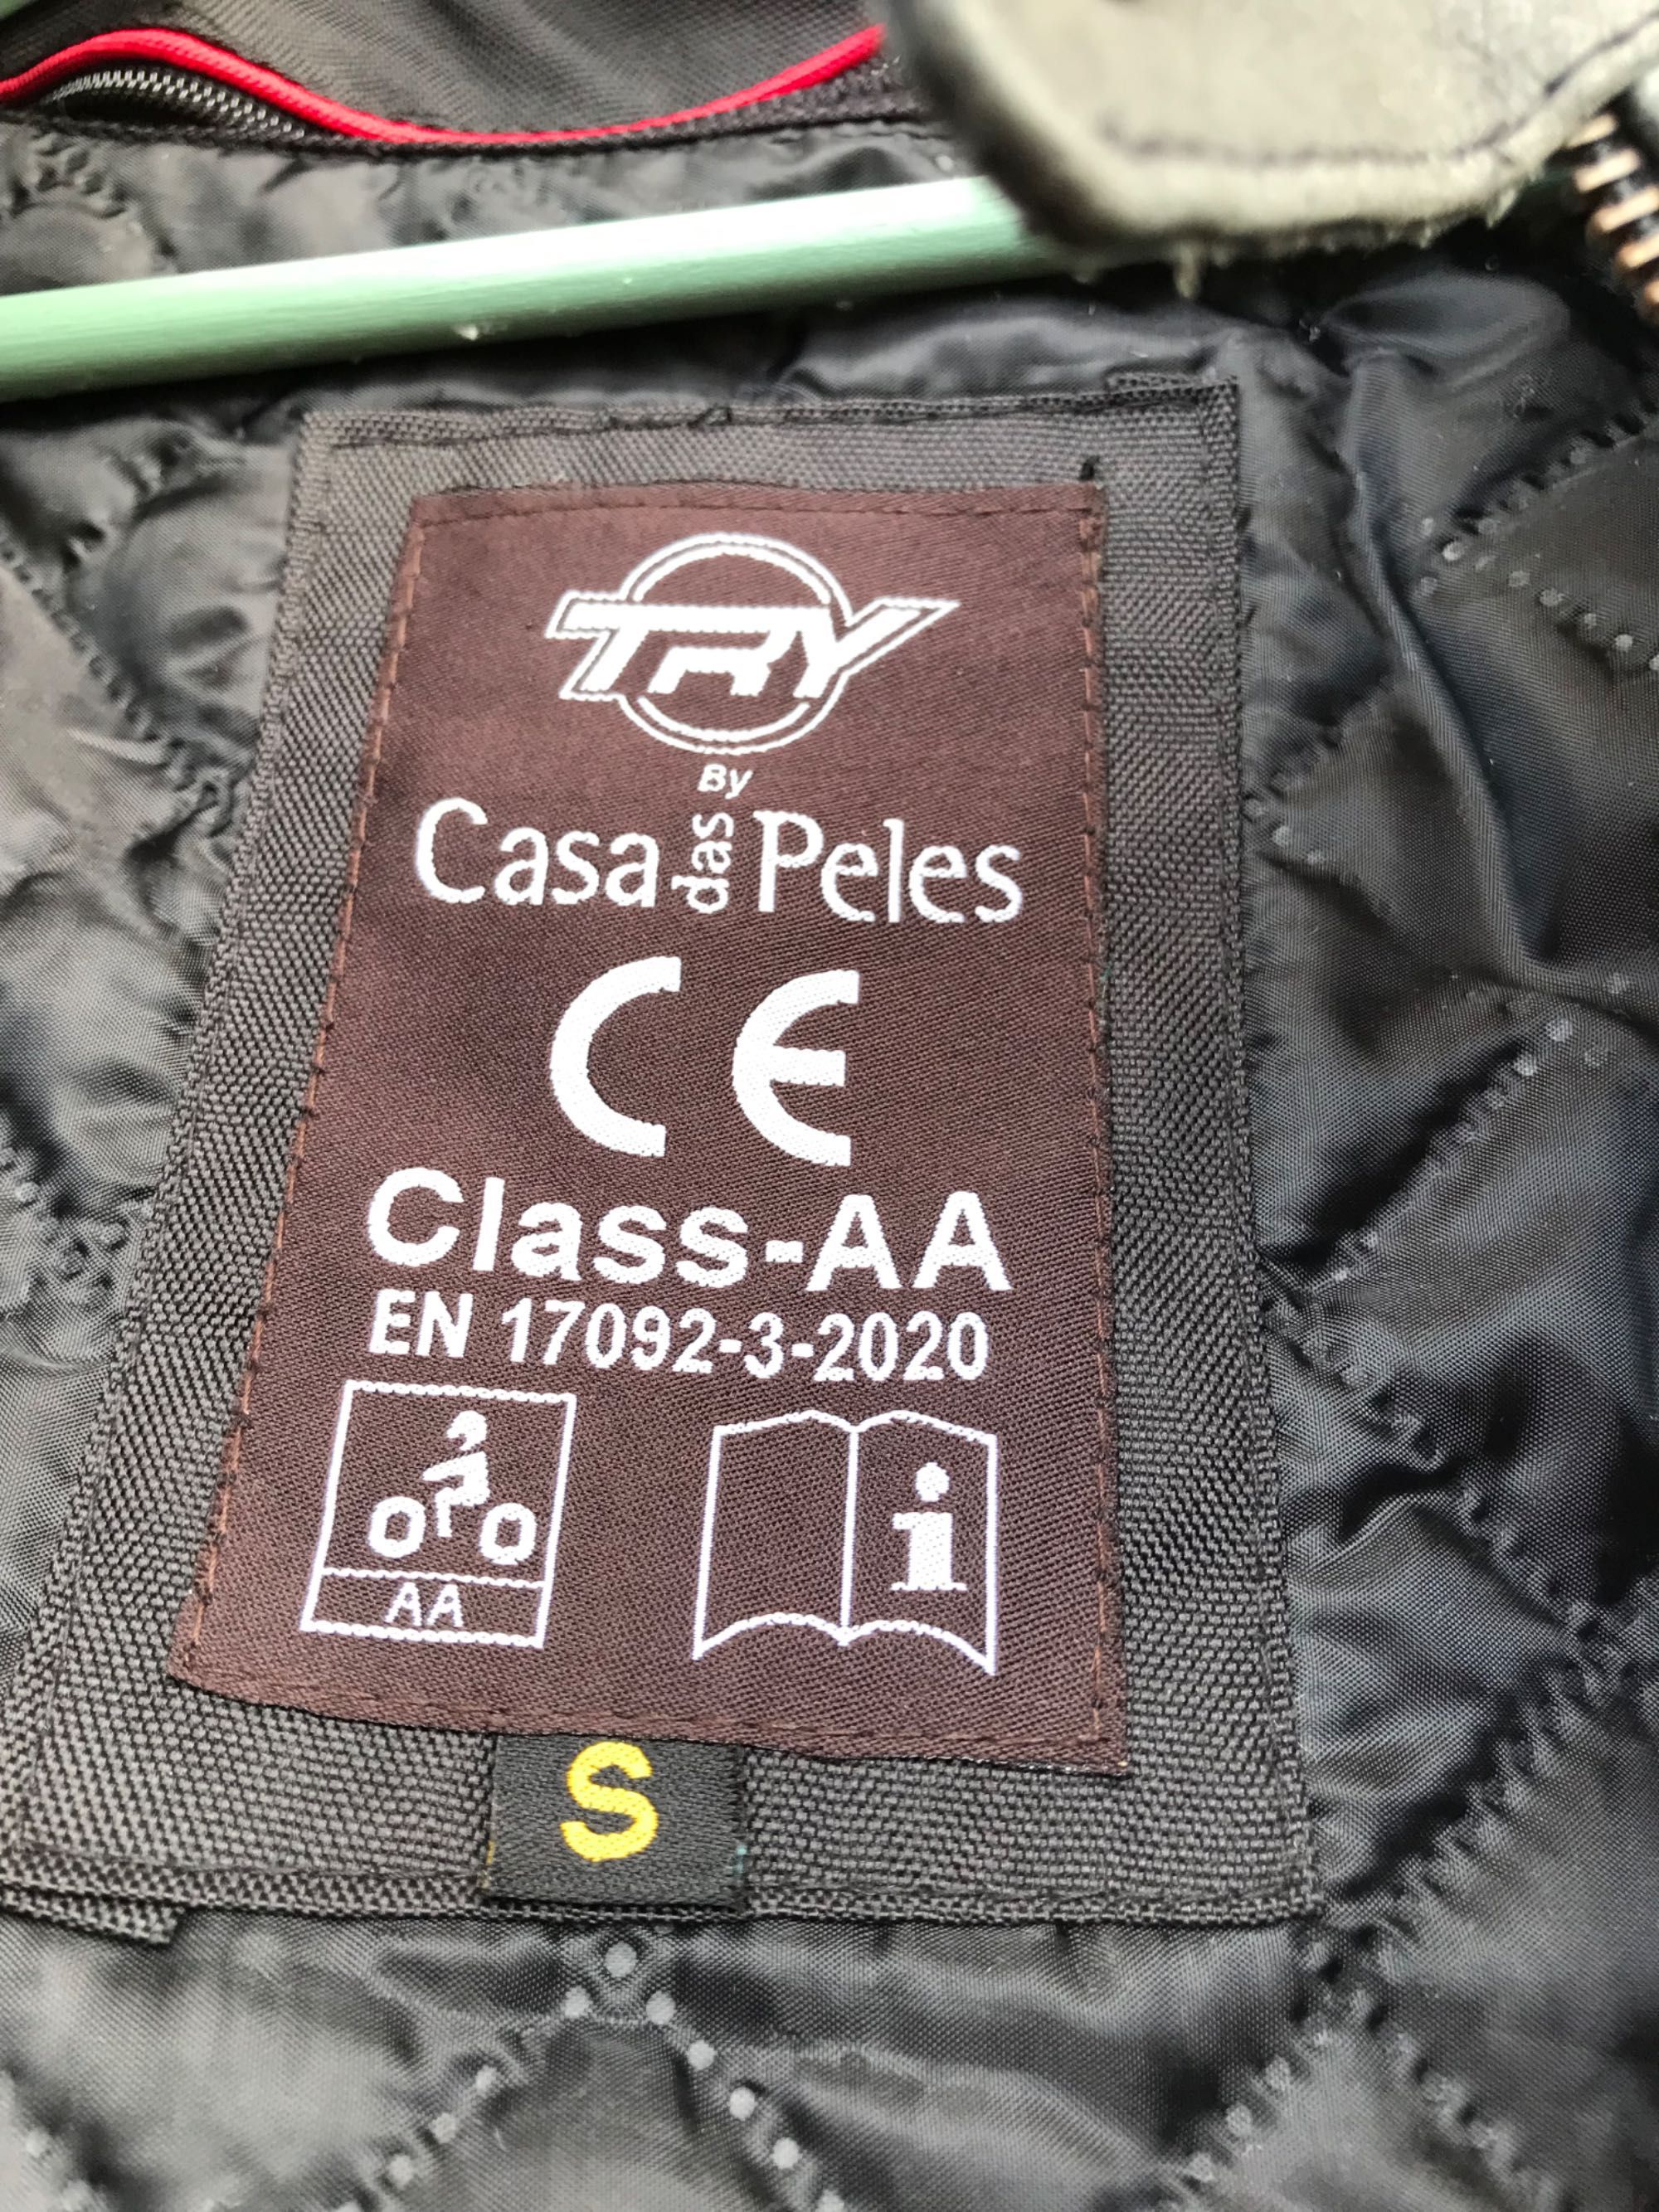 TRY
By
Casa das Peles
CE
Class-AA
EN 17092-3-2020
AA
i
S